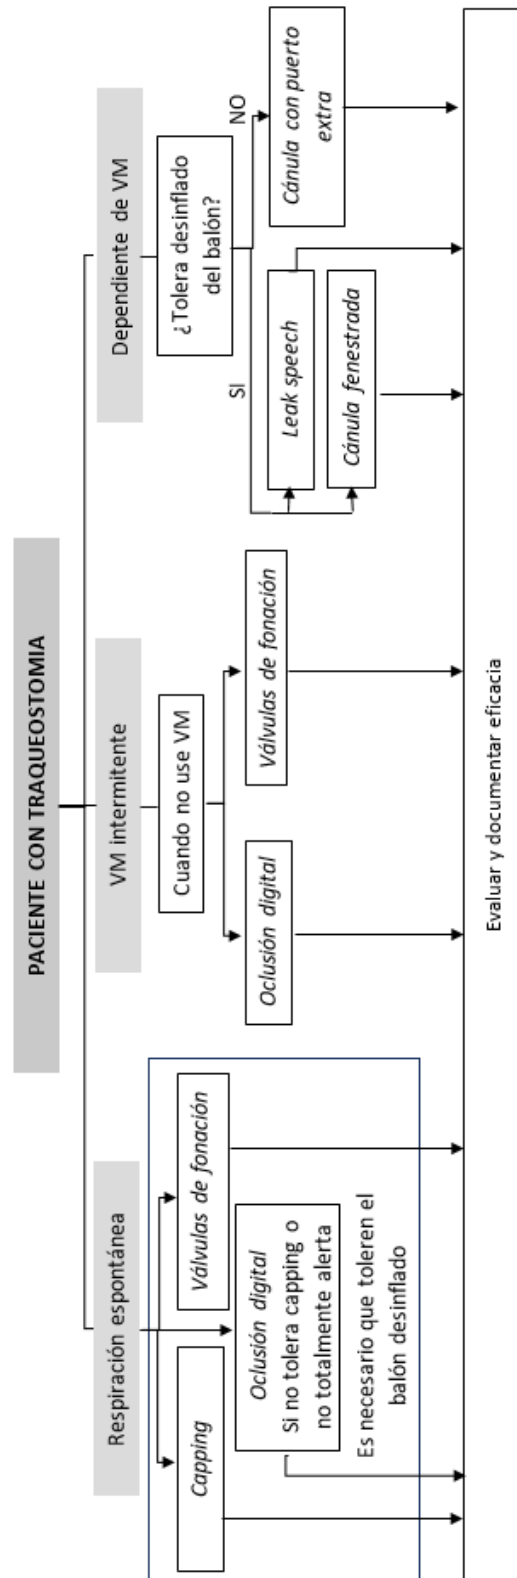 PACIENTE CON TRAQUEOSTOMIA
Respiración espontánea
VM intermitente
Dependiente de VM
Capping
Válvulas de fonación
Oclusión digital
Si no tolera capping o
no totalmente alerta
Es necesario que toleren el
balón desinflado
Cuando no use VM
Oclusión digital
Válvulas de fonación
¿Tolera desinflado
del balón?
SI
NO
Leak speech
Cánula fenestrada
Cánula con puerto
extra
Evaluar y documentar eficacia